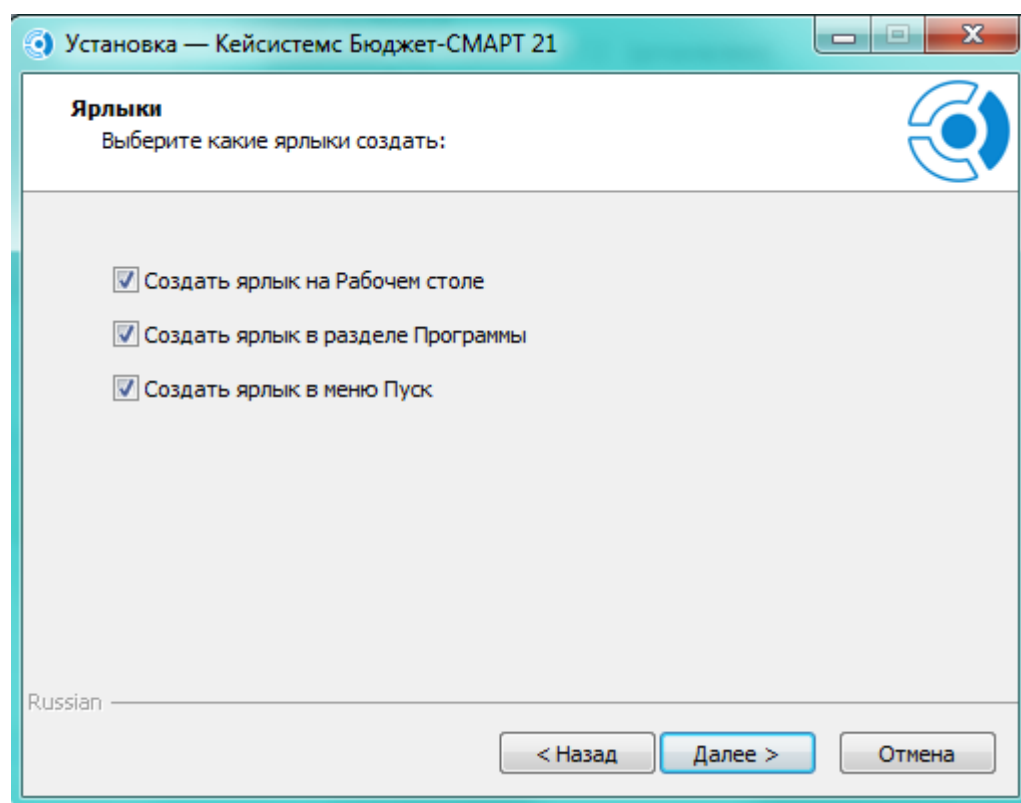 Установка — Кейсистемс Бюджет-СМАРТ 21
Ярлыки
Выберите какие ярлыки создать:
Создать ярлык на Рабочем столе
Создать ярлык в разделе Программы
Создать ярлык в меню Пуск
Russian
< Назад
Далее >
Отмена